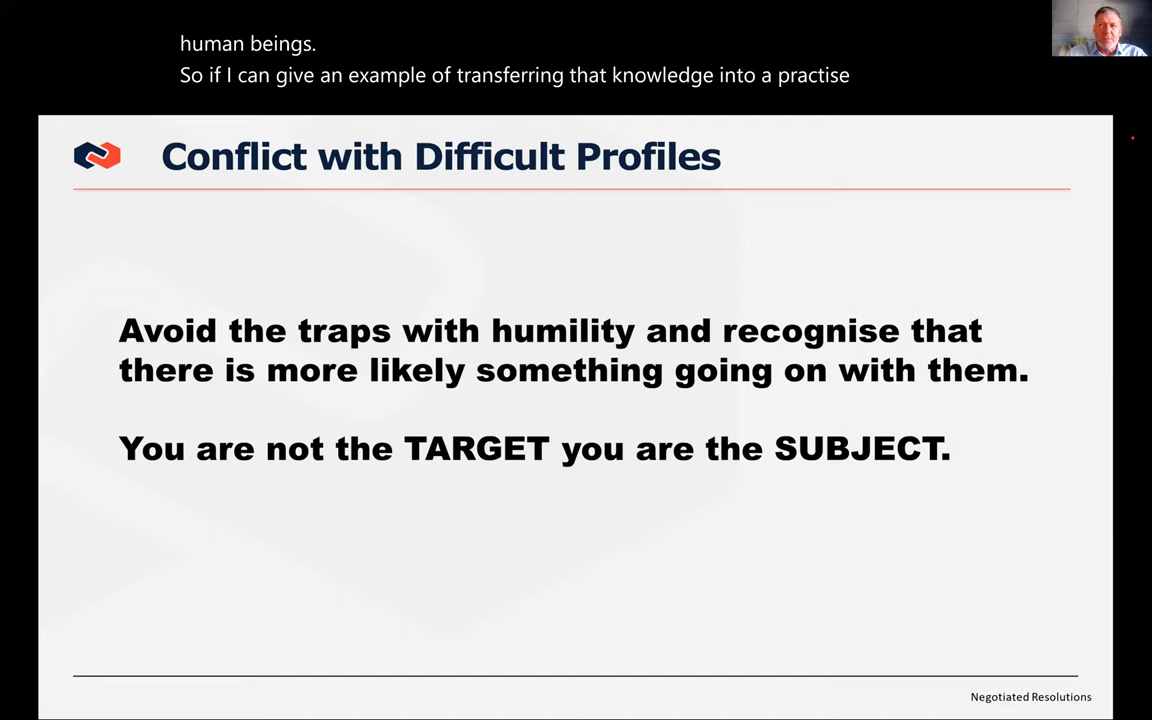 human beings.
So if I can give an example of transferring that knowledge into a practise
Conflict with Difficult Profiles
Avoid the traps with humility and recognise that
there is more likely something going on with them.
You are not the TARGET you are the SUBJECT.
Negotiated Resolutions